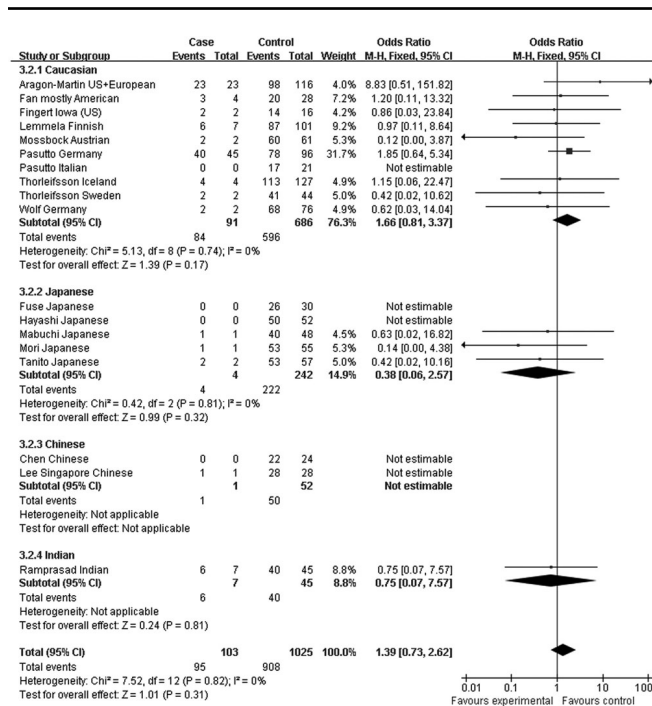 Case Control Odds Ratio Odds Ratio
Study or Subgroup Events Total Events Total Weight M-H, Fixed, 95% CI M-H, Fixed, 95% CI
3.2.1 Caucasian
Aragon-Martin US+European 23 23 98 116 4.0% 8.83 [0.51, 151.82]
Fan mostly American 3 4 20 28 6.0% 1.20 [0.11, 13.32]
Fingert Iowa (US) 2 2 14 16 5.2% 0.86 [0.03, 23.84]
Lemmela Finnish 6 7 87 101 9.2% 0.97 [0.11, 8.64]
Mossbock Austrian 2 2 60 61 5.3% 0.12 [0.00, 3.87]
Pasutto Germany 40 45 78 96 31.7% 1.85 [0.64, 5.34]
Pasutto Italian 0 0 17 21 Not estimable
Thorleifsson Iceland 4 4 113 127 4.9% 1.15 [0.06, 22.47]
Thorleifsson Sweden 2 2 41 44 5.0% 0.42 [0.02, 10.62]
Wolf Germany 2 2 68 76 4.9% 0.62 [0.03, 14.04]
Subtotal (95% CI) 91 686 76.3% 1.66 [0.81, 3.37]
Total events 84 596
Heterogeneity: Chi² = 5.13, df = 8 (P = 0.74); I² = 0%
Test for overall effect: Z = 1.39 (P = 0.17)
3.2.2 Japanese
Fuse Japanese 0 0 26 30 Not estimable
Hayashi Japanese 0 0 50 52 Not estimable
Mabuchi Japanese 1 1 40 48 4.5% 0.63 [0.02, 16.82]
Mori Japanese 1 1 53 55 5.4% 0.14 [0.00, 4.38]
Tanito Japanese 2 2 53 57 5.0% 0.42 [0.02, 10.16]
Subtotal (95% CI) 4 242 14.9% 0.38 [0.06, 2.57]
Total events 4 222
Heterogeneity: Chi² = 0.42, df = 2 (P = 0.81); I² = 0%
Test for overall effect: Z = 0.99 (P = 0.32)
3.2.3 Chinese
Chen Chinese 0 0 22 24 Not estimable
Lee Singapore Chinese 1 1 28 28 Not estimable
Subtotal (95% CI) 1 52 Not estimable
Total events 1 50
Heterogeneity: Not applicable
Test for overall effect: Not applicable
3.2.4 Indian
Ramprasad Indian 6 7 40 45 8.8% 0.75 [0.07, 7.57]
Subtotal (95% CI) 7 45 8.8% 0.75 [0.07, 7.57]
Total events 6 40
Heterogeneity: Not applicable
Test for overall effect: Z = 0.24 (P = 0.81)
Total (95% CI) 103 1025 100.0% 1.39 [0.73, 2.62]
Total events 95 908
Heterogeneity: Chi² = 7.52, df = 12 (P = 0.82); I² = 0%
Test for overall effect: Z = 1.01 (P = 0.31)
0.01 0.1 1 10 100
Favours experimental Favours control